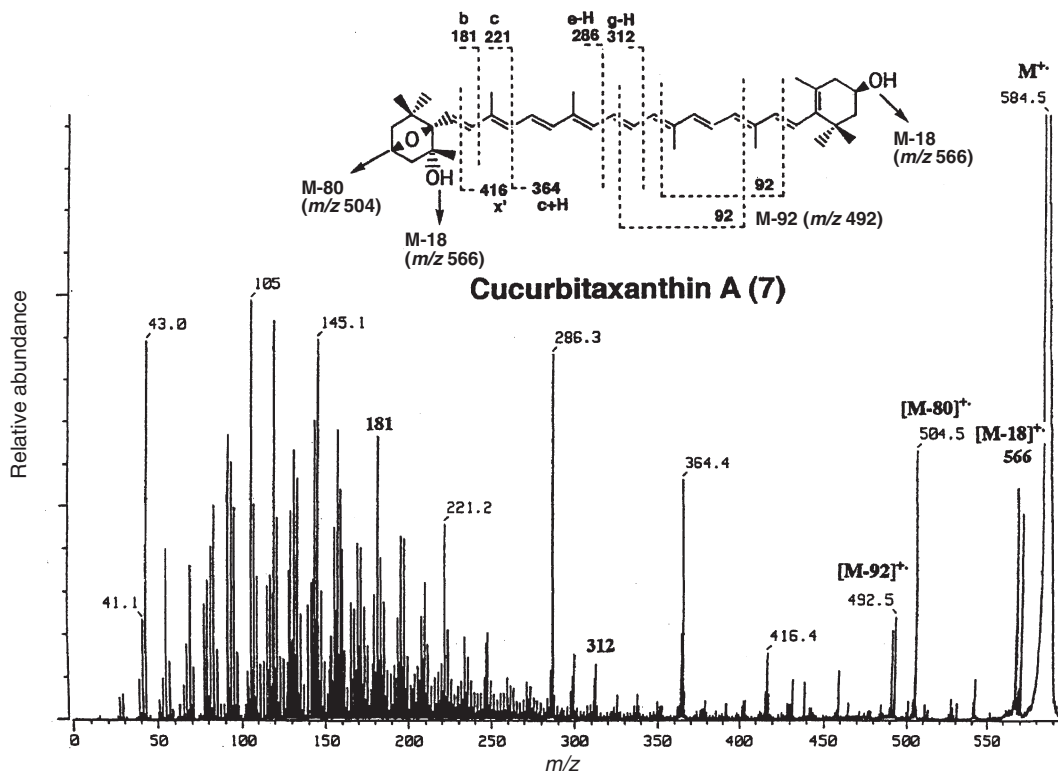 b c e-H g-H
181 221 286 312
M+·
584.5
OH
O
M-18
(m/z 566)
OH
M-80
(m/z 504)
416 364
x' c+H
92
92 M-92 (m/z 492)
M-18
(m/z 566)
Cucurbitaxanthin A (7)
Relative abundance
41.1
43.0
105
145.1
181
221.2
286.3
312
364.4
416.4
[M-92]+·
492.5
[M-80]+·
504.5
[M-18]+·
566
0 50 100 150 200 250 300 350 400 450 500 550
m/z